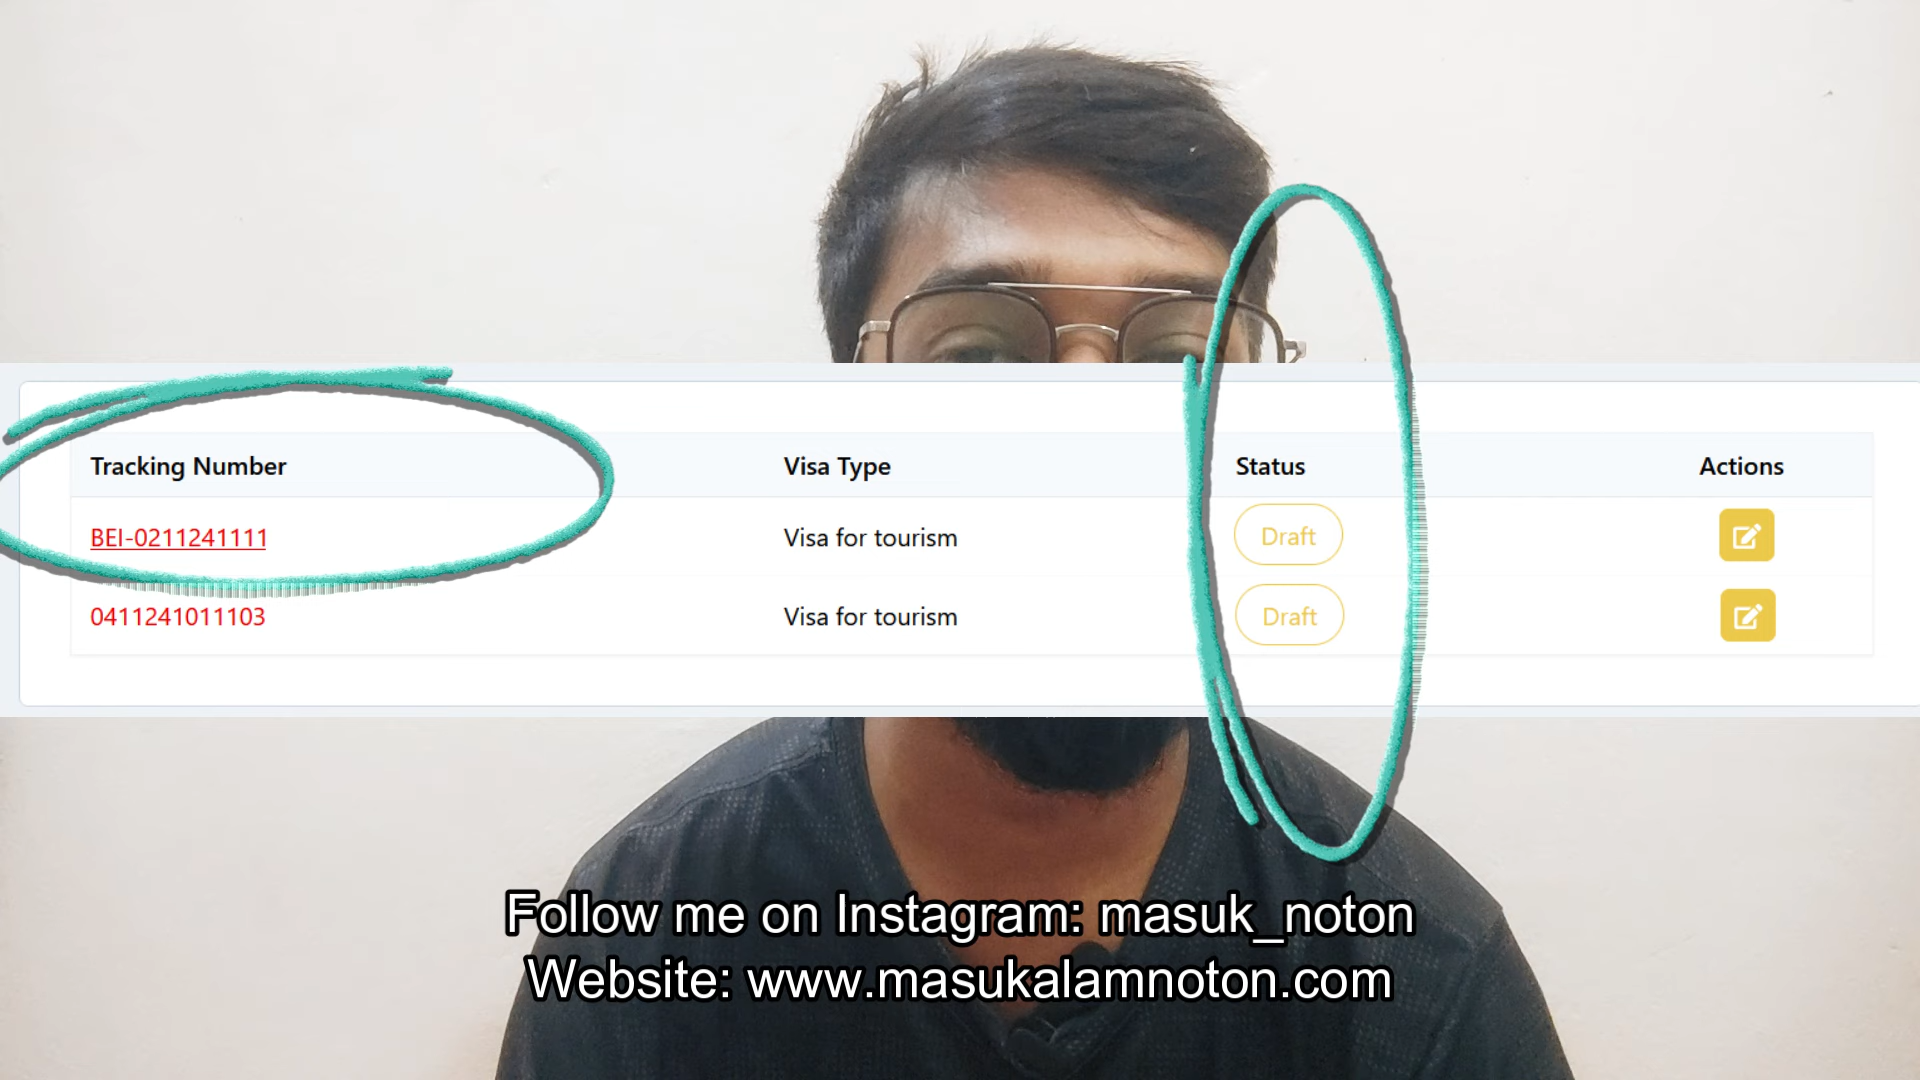 Tracking Number Visa Type Status Actions
BEI-0211241111 Visa for tourism Draft
0411241011103 Visa for tourism Draft
Follow me on Instagram: masuk_noton
Website: www.masukalamnoton.com